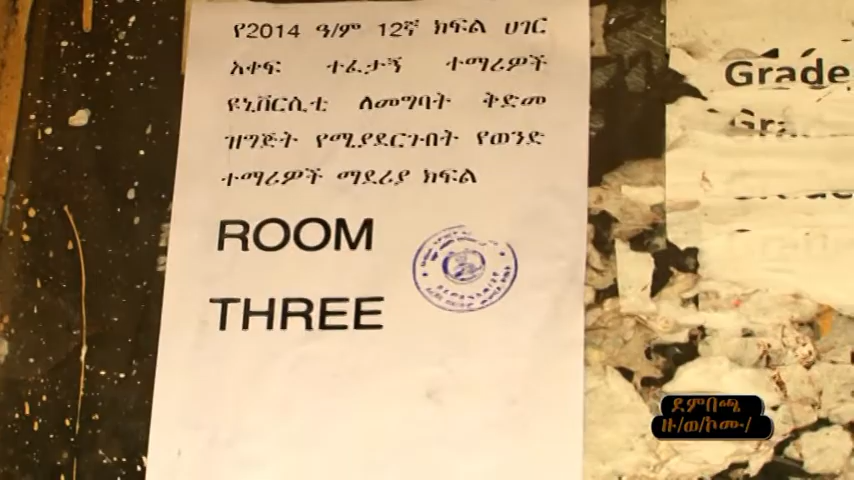 የ2014 ዓ/ም 12ኛ ክፍል ሀገር
አቀፍ ተፈታኝ ተማሪዎች
ዩኒቨርሲቲ ለመግባት ቅድመ
ዝግጅት የሚያደርጉበት የወንድ
ተማሪዎች ማደሪያ ክፍል
ROOM
THREE
Grade
ደምበጫ
ዙ/ወ/ኮሙ/